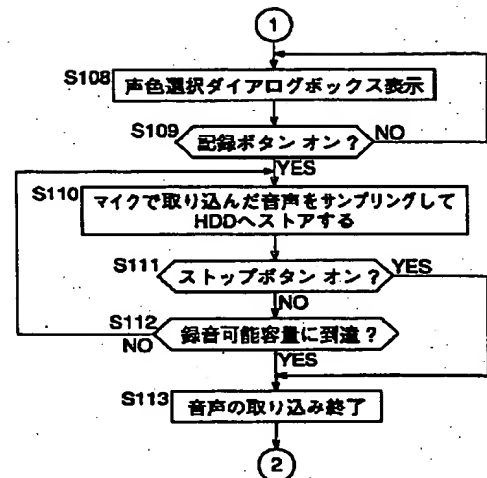 1
S108
声色選択ダイアログボックス表示
S109
記録ボタン オン?
NO
YES
S110
マイクで取り込んだ音声をサンプリングして
HDDへストアする
S111
ストップボタン オン?
YES
NO
S112
録音可能容量に到達?
NO
YES
S113
音声の取り込み終了
2